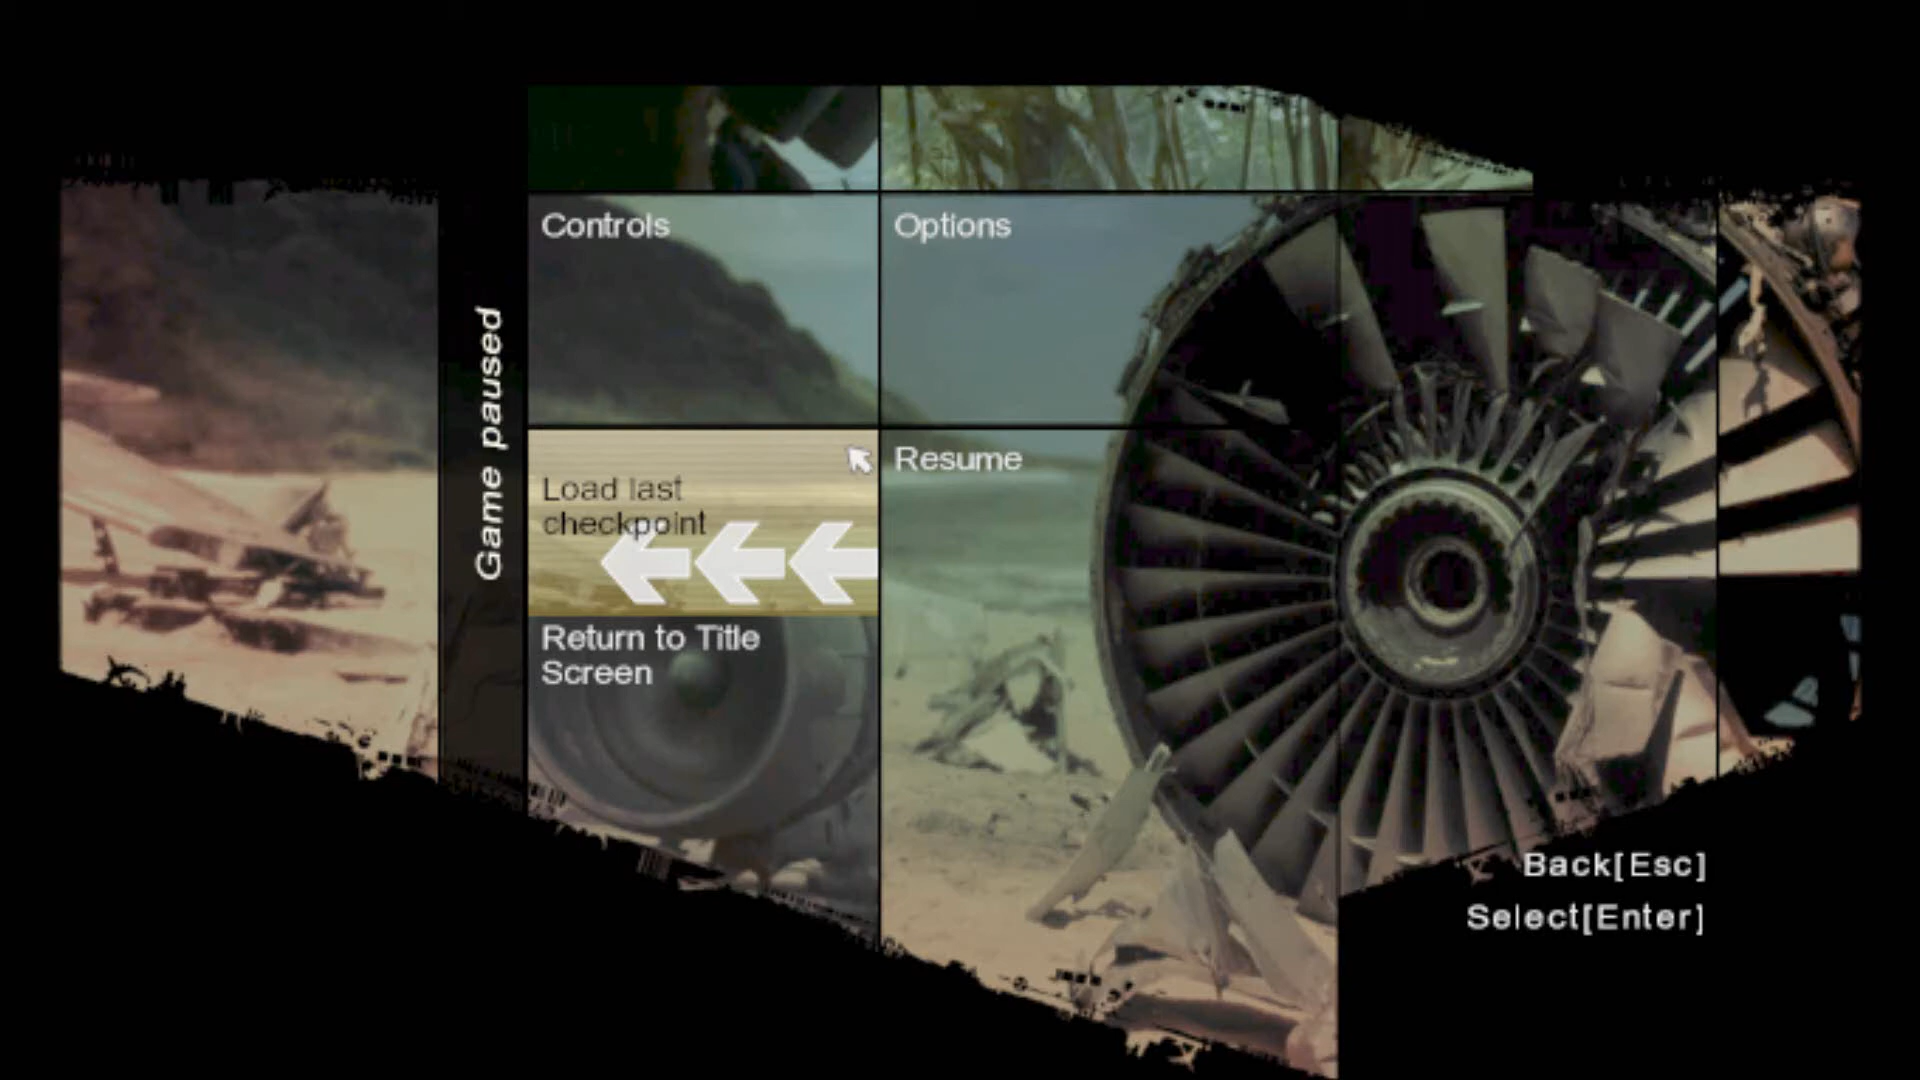 Game paused
Controls
Options
Load last
checkpoint
Resume
Return to Title
Screen
Back[Esc]
Select[Enter]